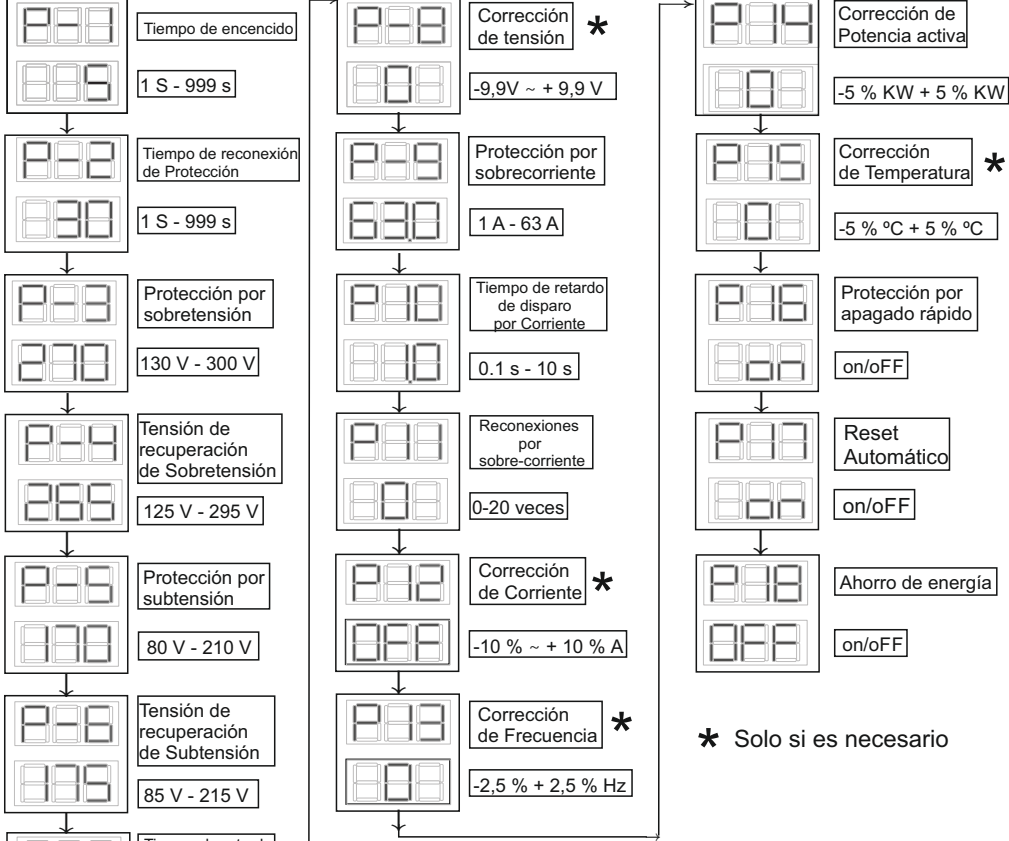 P-1
Tiempo de encencido
5
1 S - 999 s
P-2
Tiempo de reconexión
de Protección
30
1 S - 999 s
P-3
Protección por
sobretensión
270
130 V - 300 V
P-4
Tensión de
recuperación
de Sobretensión
265
125 V - 295 V
P-5
Protección por
subtensión
170
80 V - 210 V
P-6
Tensión de
recuperación
de Subtensión
175
85 V - 215 V
P-8
Corrección
de tensión *
0
-9,9V ~ + 9,9 V
P-9
Protección por
sobrecorriente
63.0
1 A - 63 A
P10
Tiempo de retardo
de disparo
por Corriente
1.0
0.1 s - 10 s
P11
Reconexiones
por
sobre-corriente
0
0-20 veces
P12
Corrección
de Corriente *
OFF
-10 % ~ + 10 % A
P13
Corrección
de Frecuencia *
0
-2,5 % + 2,5 % Hz
P14
Corrección de
Potencia activa
0
-5 % KW + 5 % KW
P15
Corrección
de Temperatura *
0
-5 % ºC + 5 % ºC
P16
Protección por
apagado rápido
on
on/oFF
P17
Reset
Automático
on
on/oFF
P18
Ahorro de energía
OFF
on/oFF
* Solo si es necesario